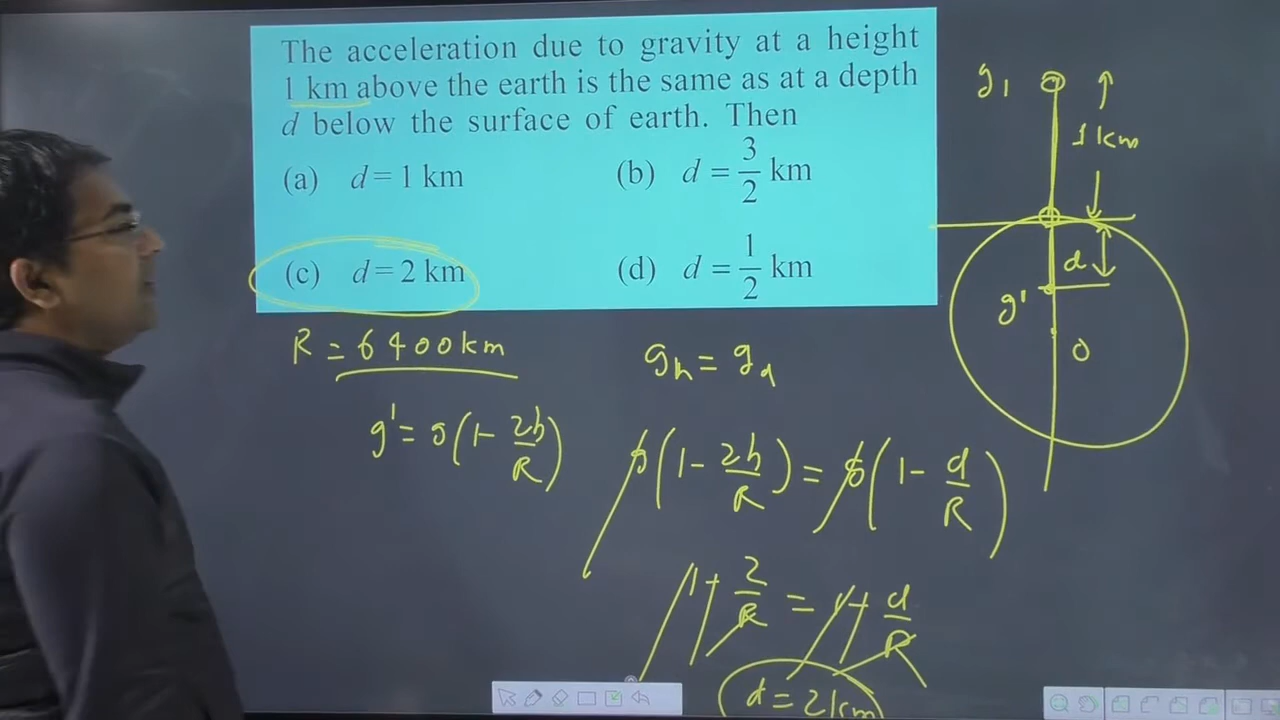 The acceleration due to gravity at a height
1 km above the earth is the same as at a depth
d below the surface of earth. Then
(a) d = 1 km
(b) d = 3/2 km
(c) d = 2 km
(d) d = 1/2 km
g1
1 km
d
g'
O
R = 6400 km
gh = gd
g' = g(1 - 2h/R)
g(1 - 2h/R) = g(1 - d/R)
1 - 2/R = 1 - d/R
d = 2 km